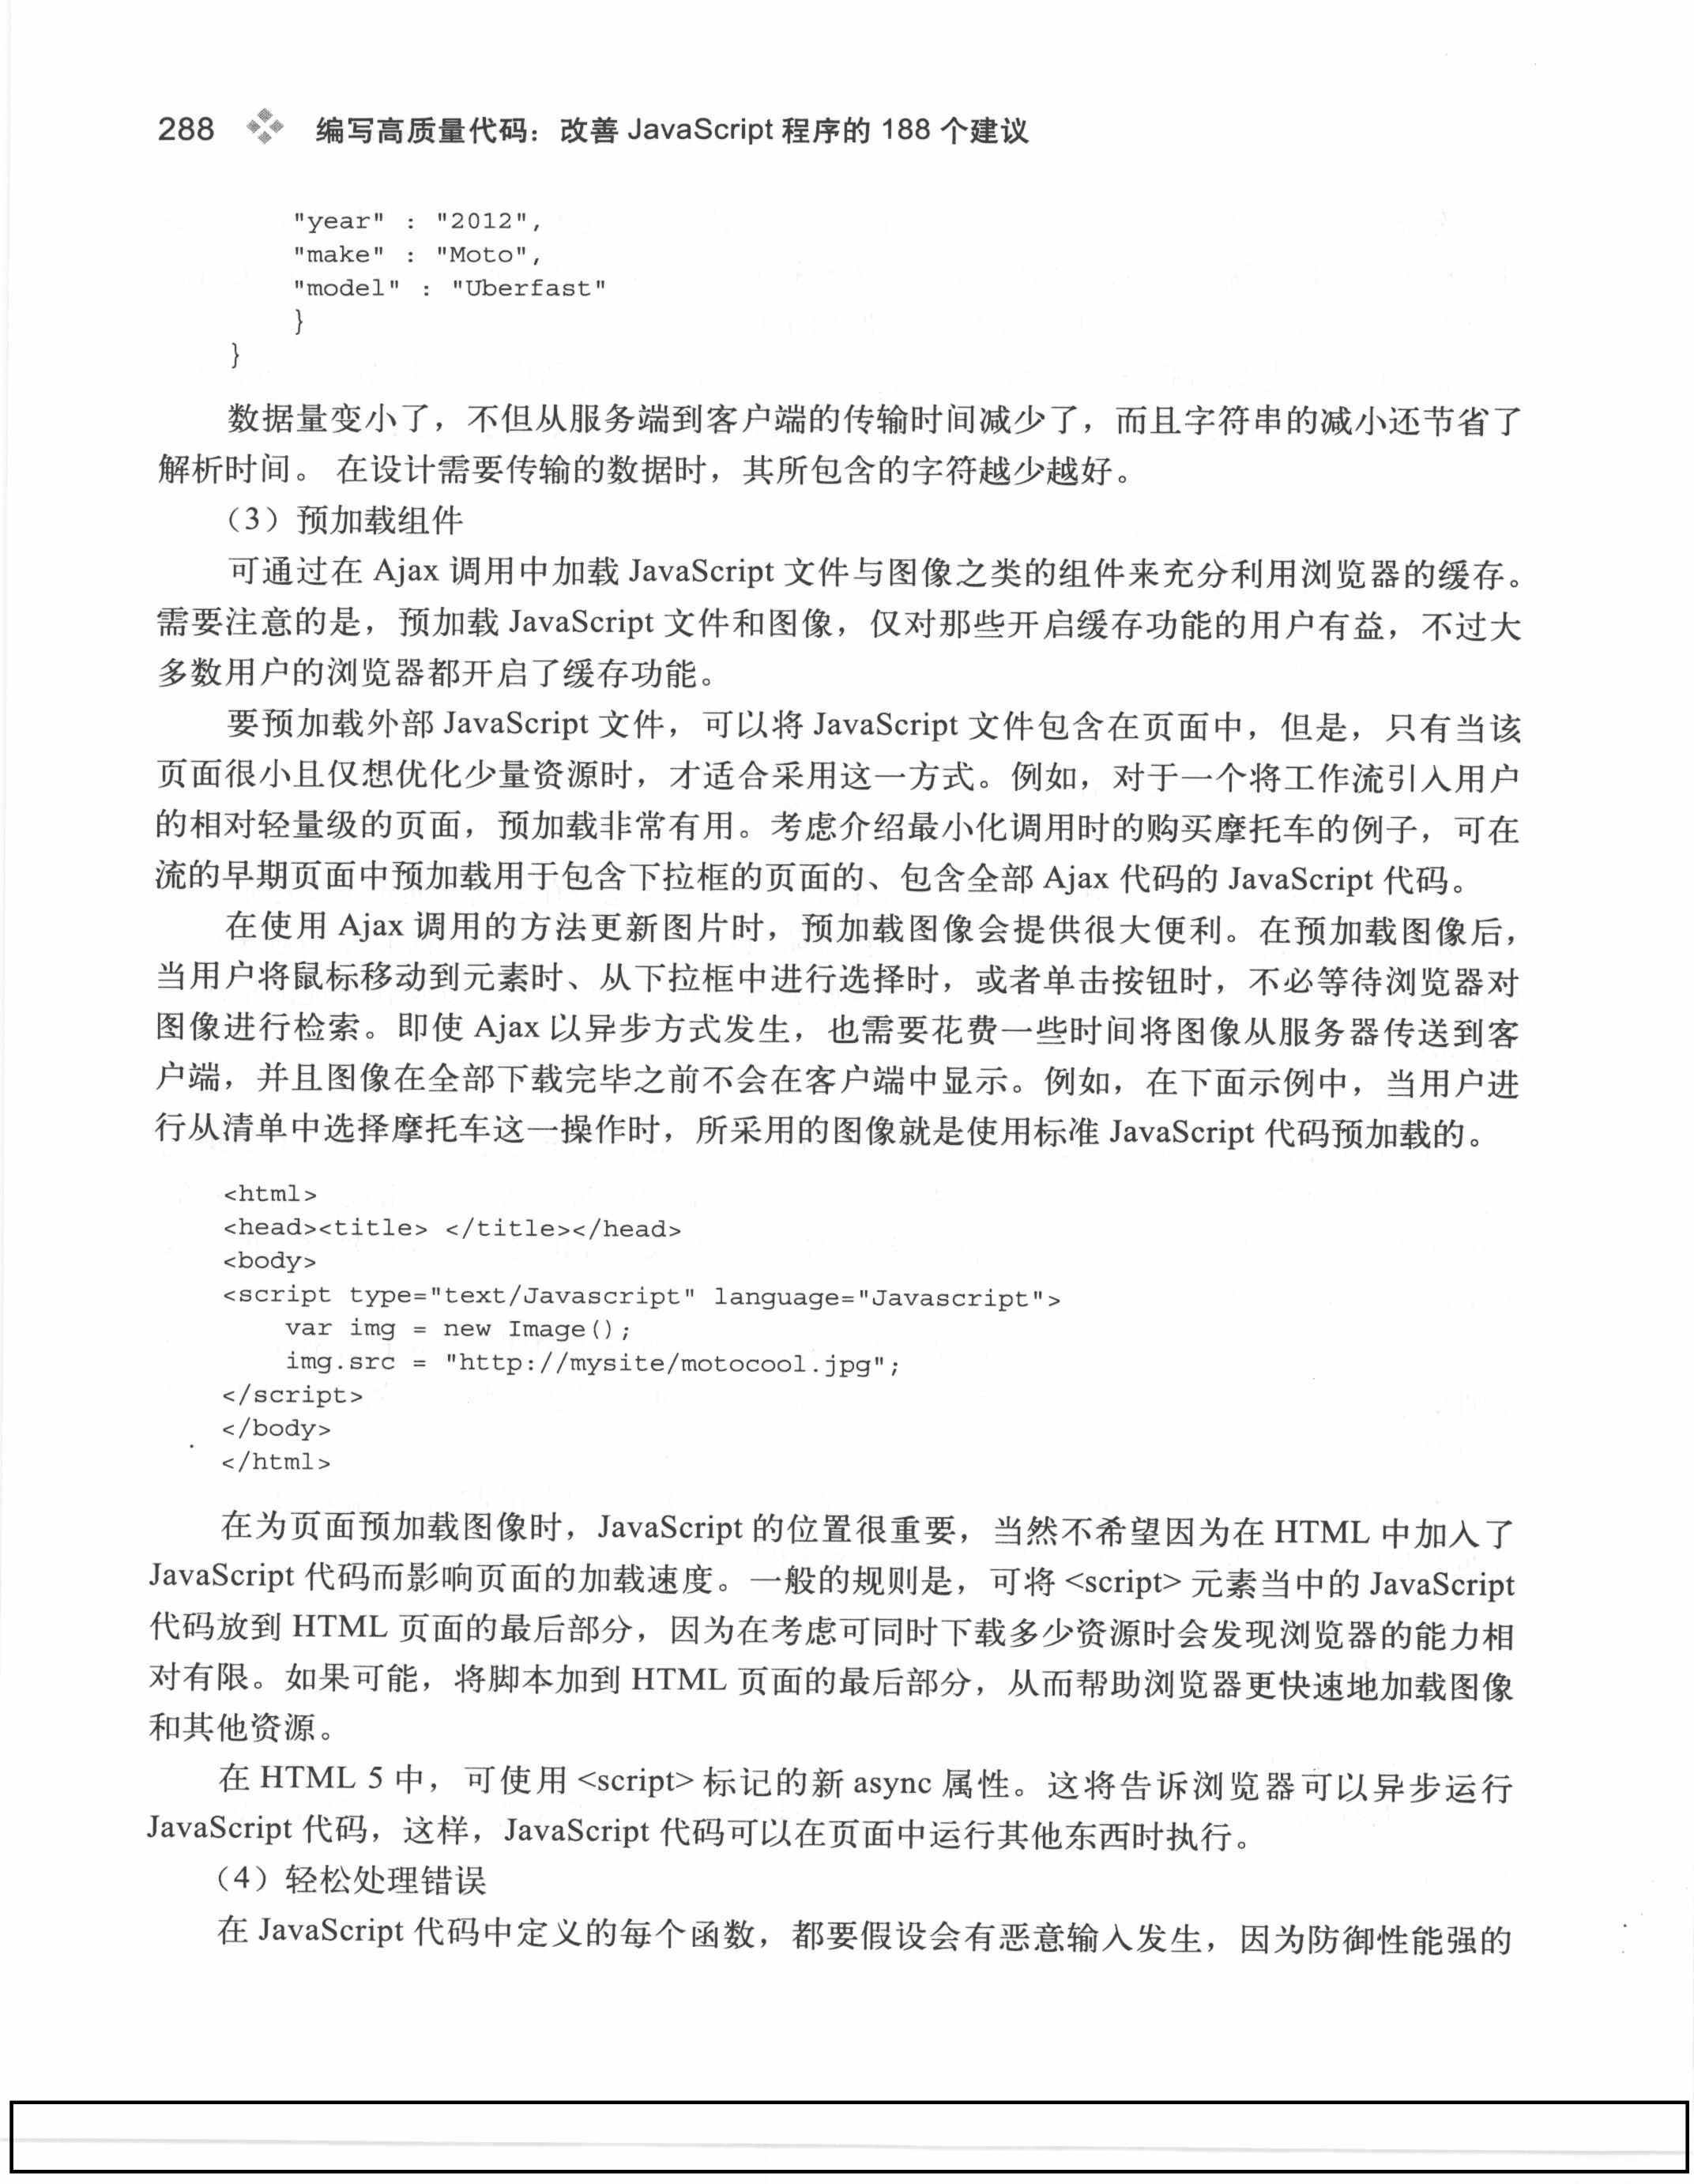 288 编写高质量代码：改善 JavaScript 程序的 188 个建议
"year" : "2012",
"make" : "Moto",
"model" : "Uberfast"
}
}
数据量变小了，不但从服务端到客户端的传输时间减少了，而且字符串的减小还节省了
解析时间。 在设计需要传输的数据时，其所包含的字符越少越好。
（3）预加载组件
可通过在 Ajax 调用中加载 JavaScript 文件与图像之类的组件来充分利用浏览器的缓存。
需要注意的是，预加载 JavaScript 文件和图像，仅对那些开启缓存功能的用户有益，不过大
多数用户的浏览器都开启了缓存功能。
要预加载外部 JavaScript 文件，可以将 JavaScript 文件包含在页面中，但是，只有当该
页面很小且仅想优化少量资源时，才适合采用这一方式。例如，对于一个将工作流引入用户
的相对轻量级的页面，预加载非常有用。考虑介绍最小化调用时的购买摩托车的例子，可在
流的早期页面中预加载用于包含下拉框的页面的、包含全部 Ajax 代码的 JavaScript 代码。
在使用 Ajax 调用的方法更新图片时，预加载图像会提供很大便利。在预加载图像后，
当用户将鼠标移动到元素时、从下拉框中进行选择时，或者单击按钮时，不必等待浏览器对
图像进行检索。即使 Ajax 以异步方式发生，也需要花费一些时间将图像从服务器传送到客
户端，并且图像在全部下载完毕之前不会在客户端中显示。例如，在下面示例中，当用户进
行从清单中选择摩托车这一操作时，所采用的图像就是使用标准 JavaScript 代码预加载的。
<html>
<head><title> </title></head>
<body>
<script type="text/Javascript" language="Javascript">
var img = new Image();
img.src = "http://mysite/motocool.jpg";
</script>
</body>
</html>
在为页面预加载图像时，JavaScript 的位置很重要，当然不希望因为在 HTML 中加入了
JavaScript 代码而影响页面的加载速度。一般的规则是，可将 <script> 元素当中的 JavaScript
代码放到 HTML 页面的最后部分，因为在考虑可同时下载多少资源时会发现浏览器的能力相
对有限。如果可能，将脚本加到 HTML 页面的最后部分，从而帮助浏览器更快速地加载图像
和其他资源。
在 HTML 5 中，可使用 <script> 标记的新 async 属性。这将告诉浏览器可以异步运行
JavaScript 代码，这样，JavaScript 代码可以在页面中运行其他东西时执行。
（4）轻松处理错误
在 JavaScript 代码中定义的每个函数，都要假设会有恶意输入发生，因为防御性能强的